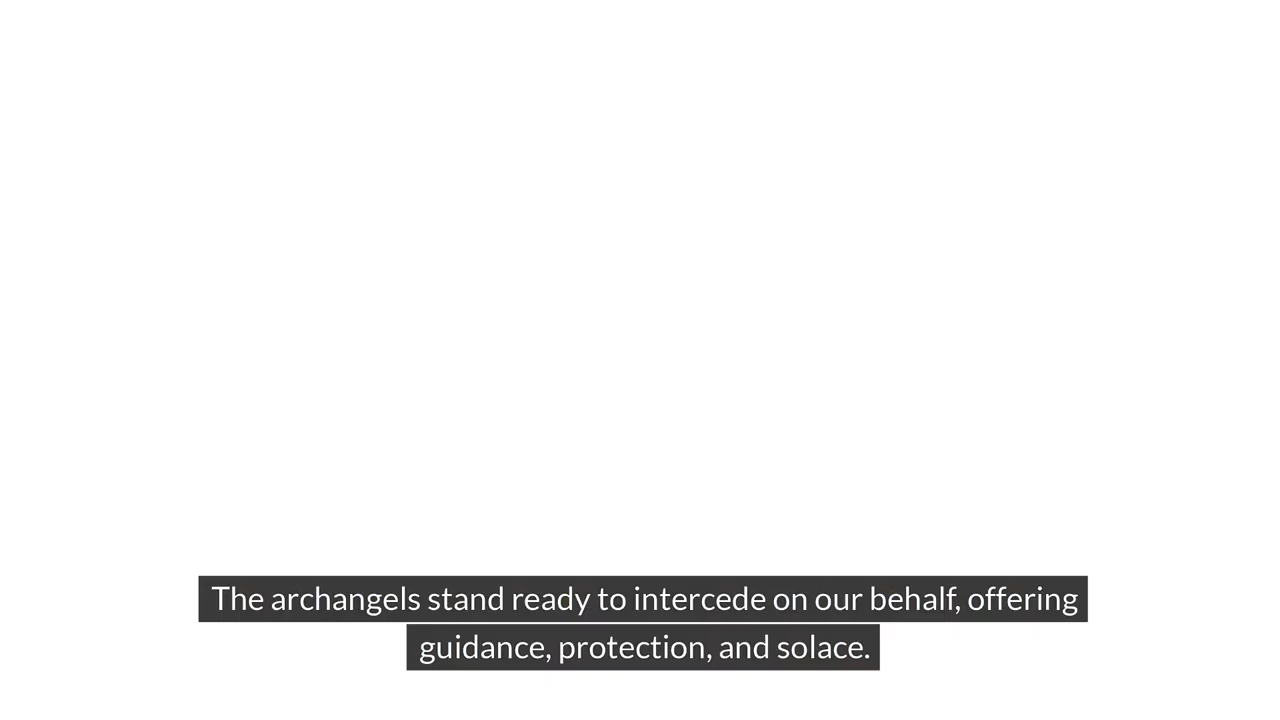 The archangels stand ready to intercede on our behalf, offering
guidance, protection, and solace.